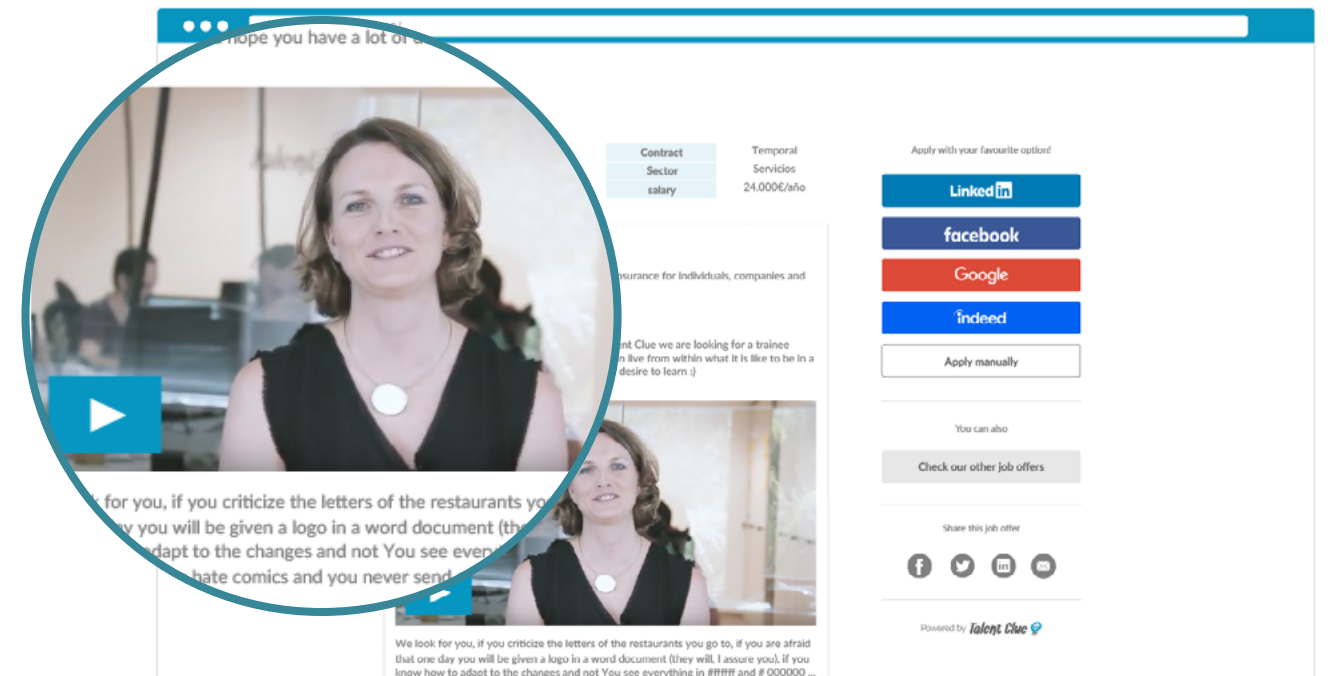 hope you have a lot of
Contract Temporal
Sector Servicios
salary 24.000€/año
nsurance for individuals, companies and
ent Clue we are looking for a trainee
n live from within what it is like to be in a
desire to learn :)
k for you, if you criticize the letters of the restaurants yo
day you will be given a logo in a word document (the
adapt to the changes and not You see every
hate comics and you never send
We look for you, if you criticize the letters of the restaurants you go to, if you are afraid
that one day you will be given a logo in a word document (they will, I assure you), if you
know how to adapt to the changes and not You see everything in #ffffff and # 000000 ...
Apply with your favourite option!
Linked in
facebook
Google
indeed
Apply manually
You can also
Check our other job offers
Share this job offer
Powered by Talent Clue